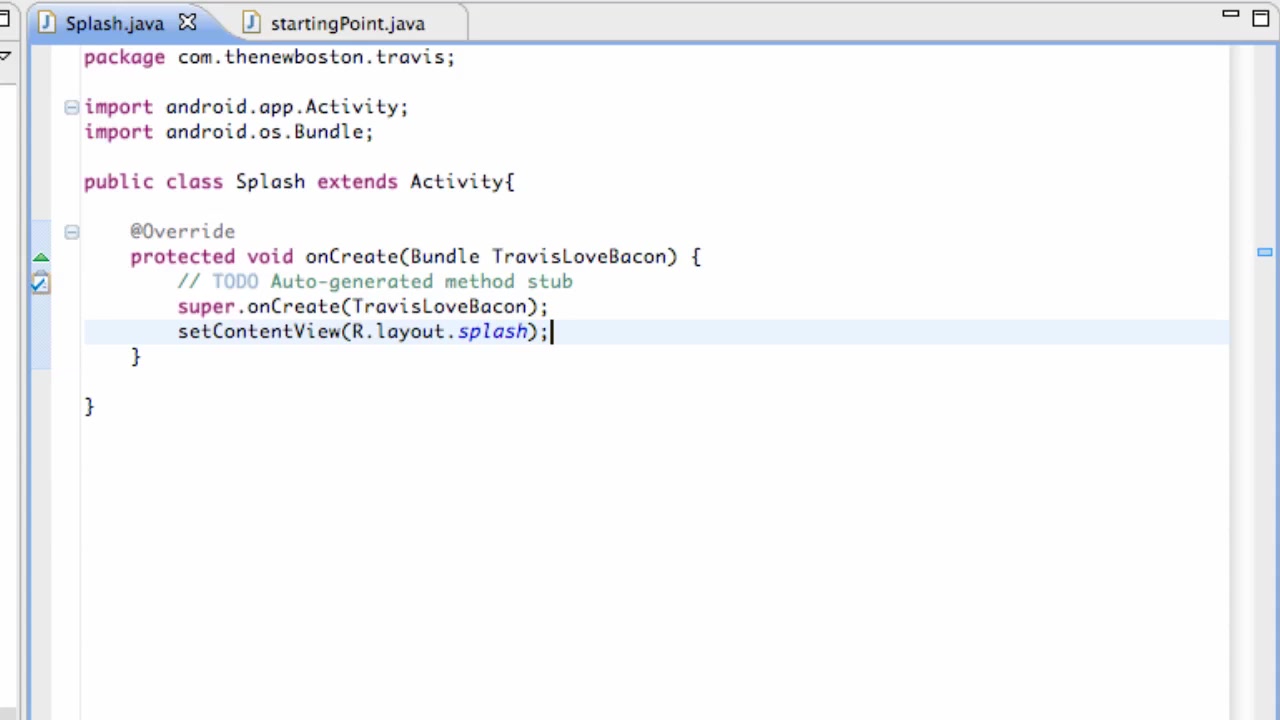 Splash.java startingPoint.java
package com.thenewboston.travis;
import android.app.Activity;
import android.os.Bundle;
public class Splash extends Activity{
@Override
protected void onCreate(Bundle TravisLoveBacon) {
// TODO Auto-generated method stub
super.onCreate(TravisLoveBacon);
setContentView(R.layout.splash);
}
}